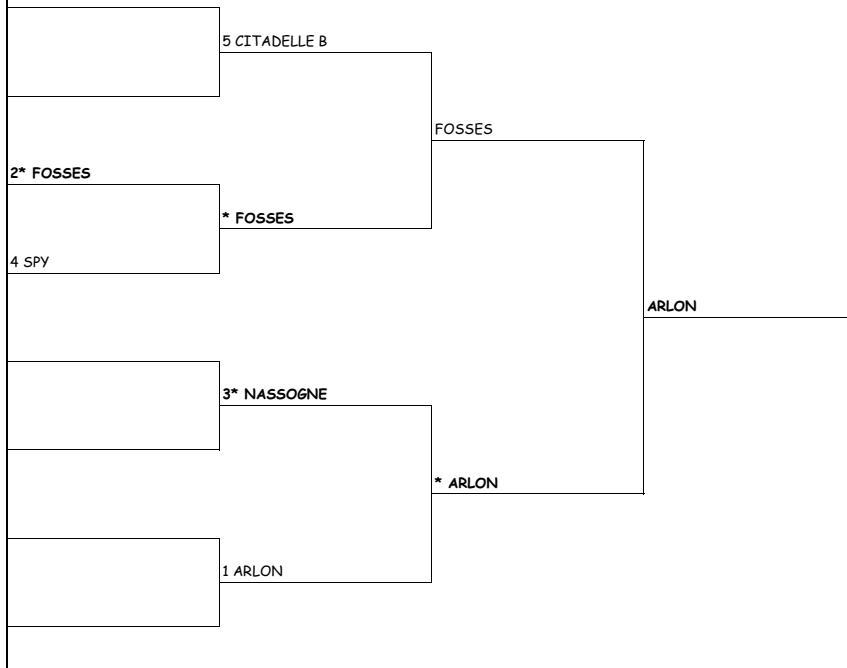 5 CITADELLE B
FOSSES
2* FOSSES
* FOSSES
4 SPY
ARLON
3* NASSOGNE
* ARLON
1 ARLON